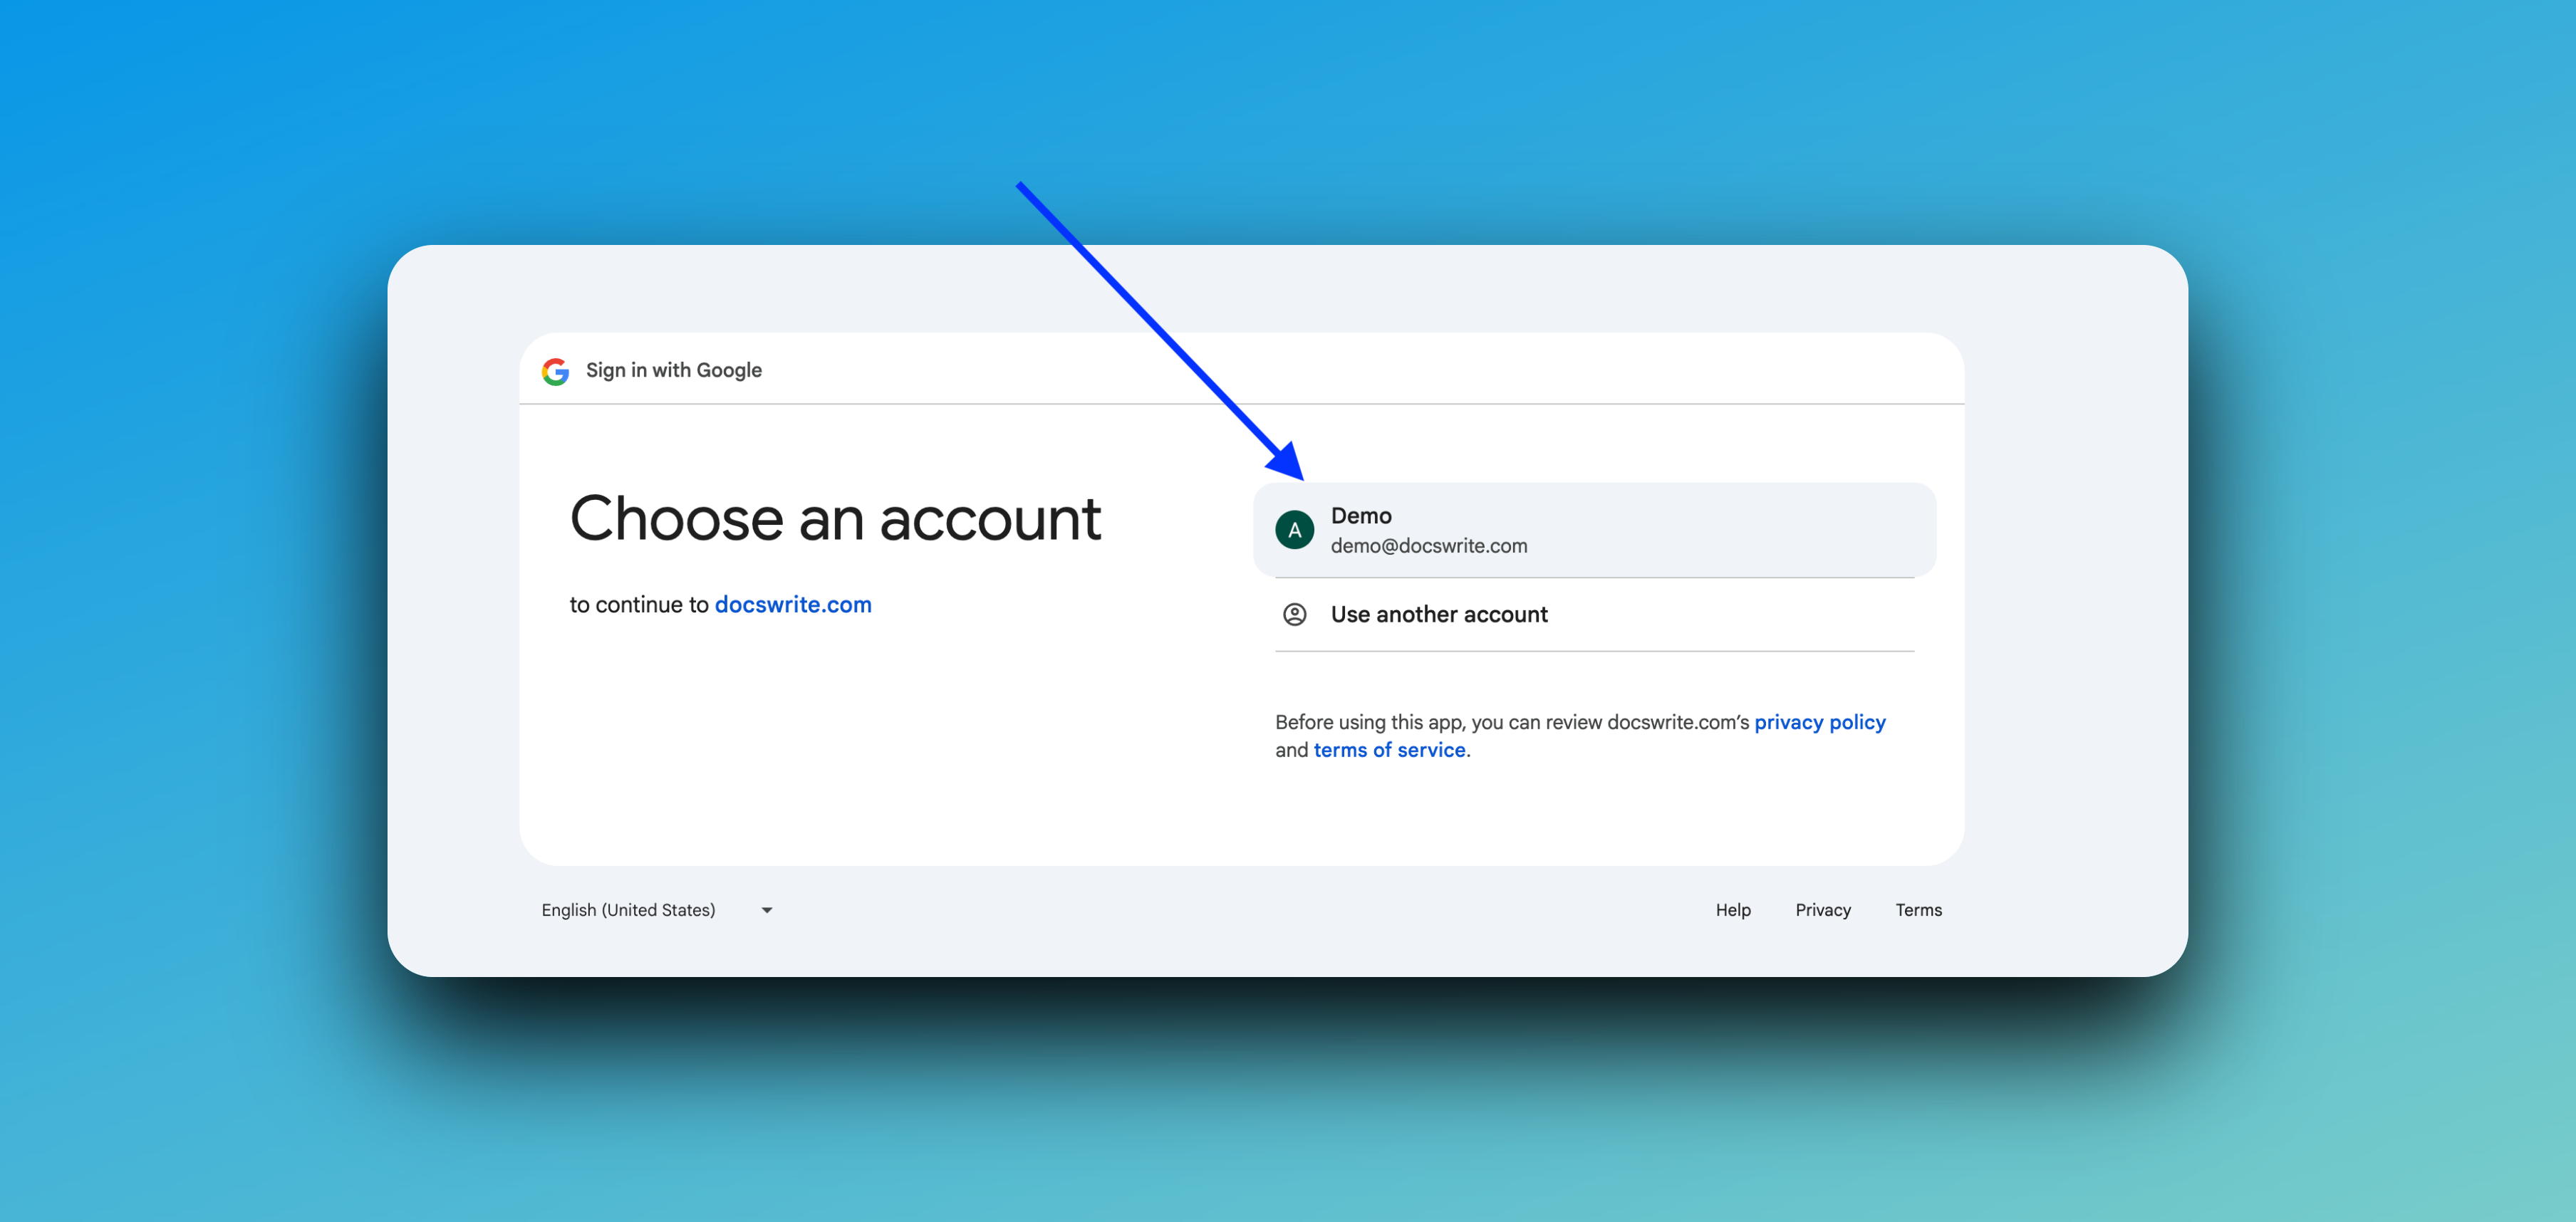 Sign in with Google
Choose an account
to continue to docswrite.com
A
Demo
demo@docswrite.com
Use another account
Before using this app, you can review docswrite.com’s privacy policy
and terms of service.
English (United States)
Help
Privacy
Terms